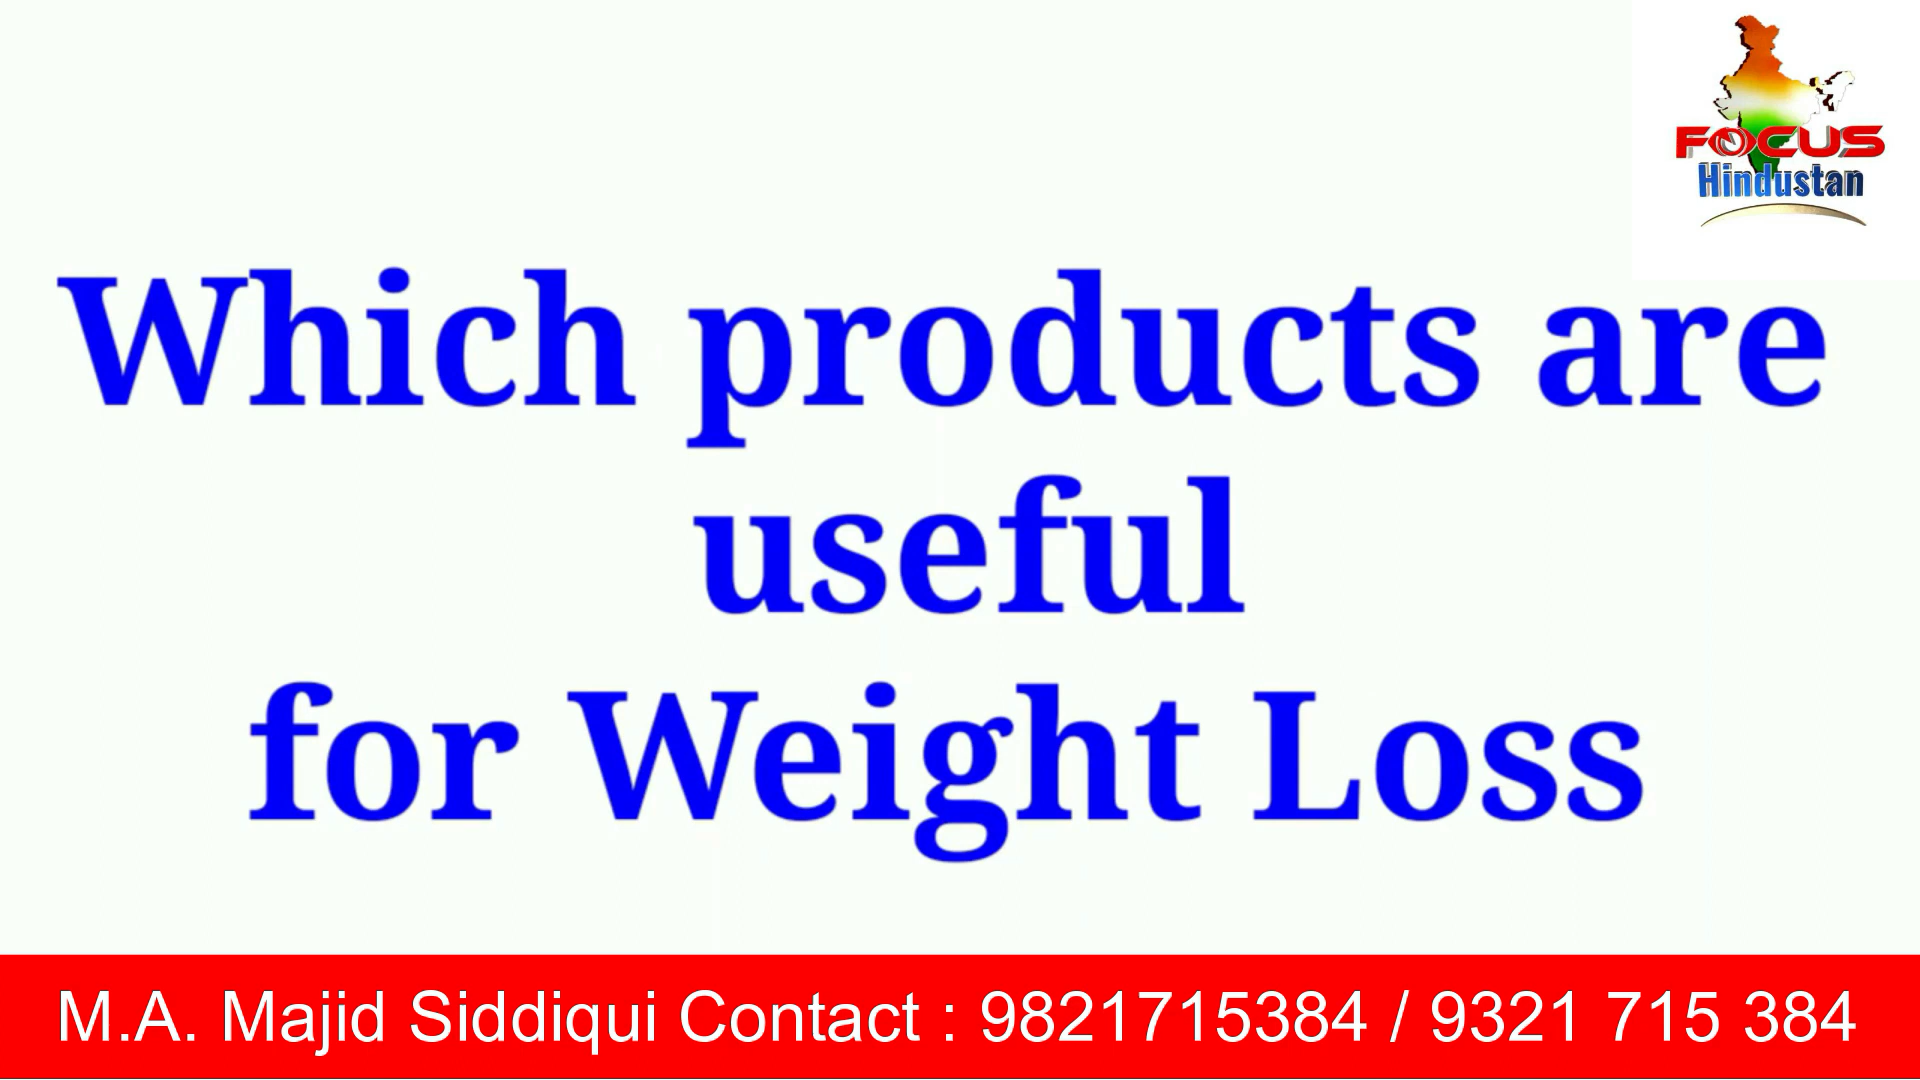 FOCUS
Hindustan
Which products are
useful
for Weight Loss
M.A. Majid Siddiqui Contact : 9821715384 / 9321 715 384